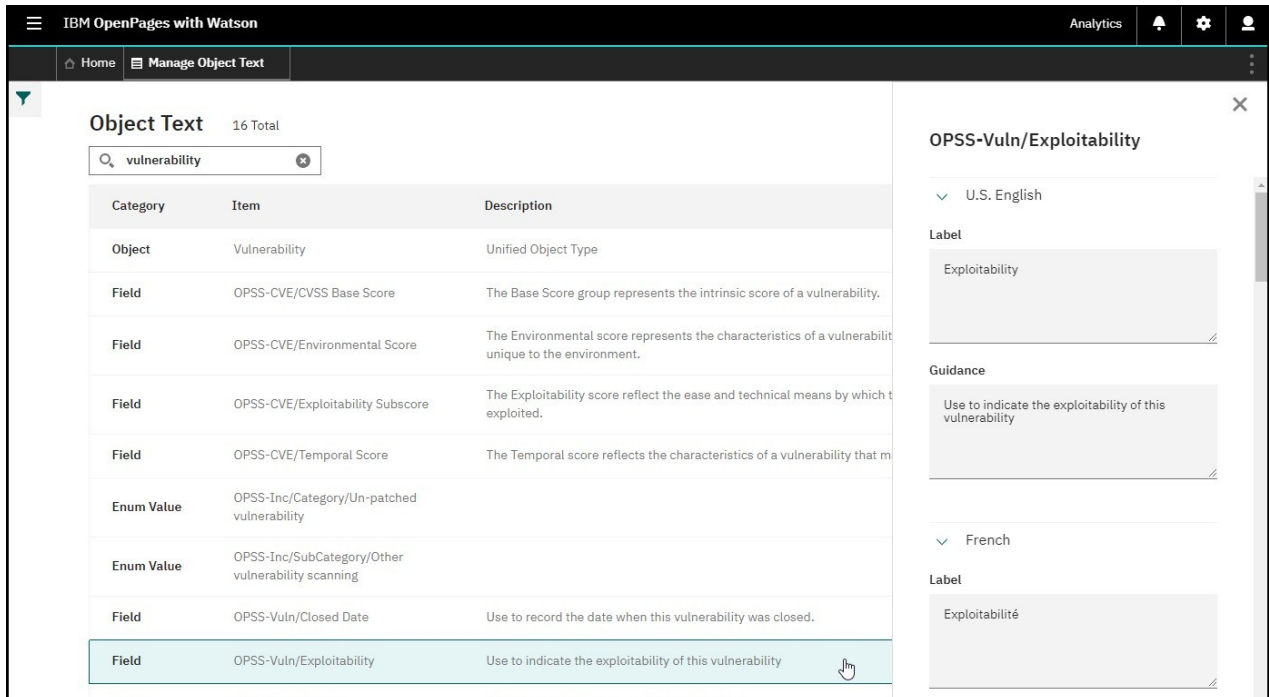 IBM OpenPages with Watson
Analytics
Home
Manage Object Text
Object Text 16 Total
vulnerability
Category Item Description
Object Vulnerability Unified Object Type
Field OPSS-CVE/CVSS Base Score The Base Score group represents the intrinsic score of a vulnerability.
Field OPSS-CVE/Environmental Score The Environmental score represents the characteristics of a vulnerabilit
unique to the environment.
Field OPSS-CVE/Exploitability Subscore The Exploitability score reflect the ease and technical means by which t
exploited.
Field OPSS-CVE/Temporal Score The Temporal score reflects the characteristics of a vulnerability that m
Enum Value OPSS-Inc/Category/Un-patched
vulnerability
Enum Value OPSS-Inc/SubCategory/Other
vulnerability scanning
Field OPSS-Vuln/Closed Date Use to record the date when this vulnerability was closed.
Field OPSS-Vuln/Exploitability Use to indicate the exploitability of this vulnerability
OPSS-Vuln/Exploitability
U.S. English
Label
Exploitability
Guidance
Use to indicate the exploitability of this
vulnerability
French
Label
Exploitabilité